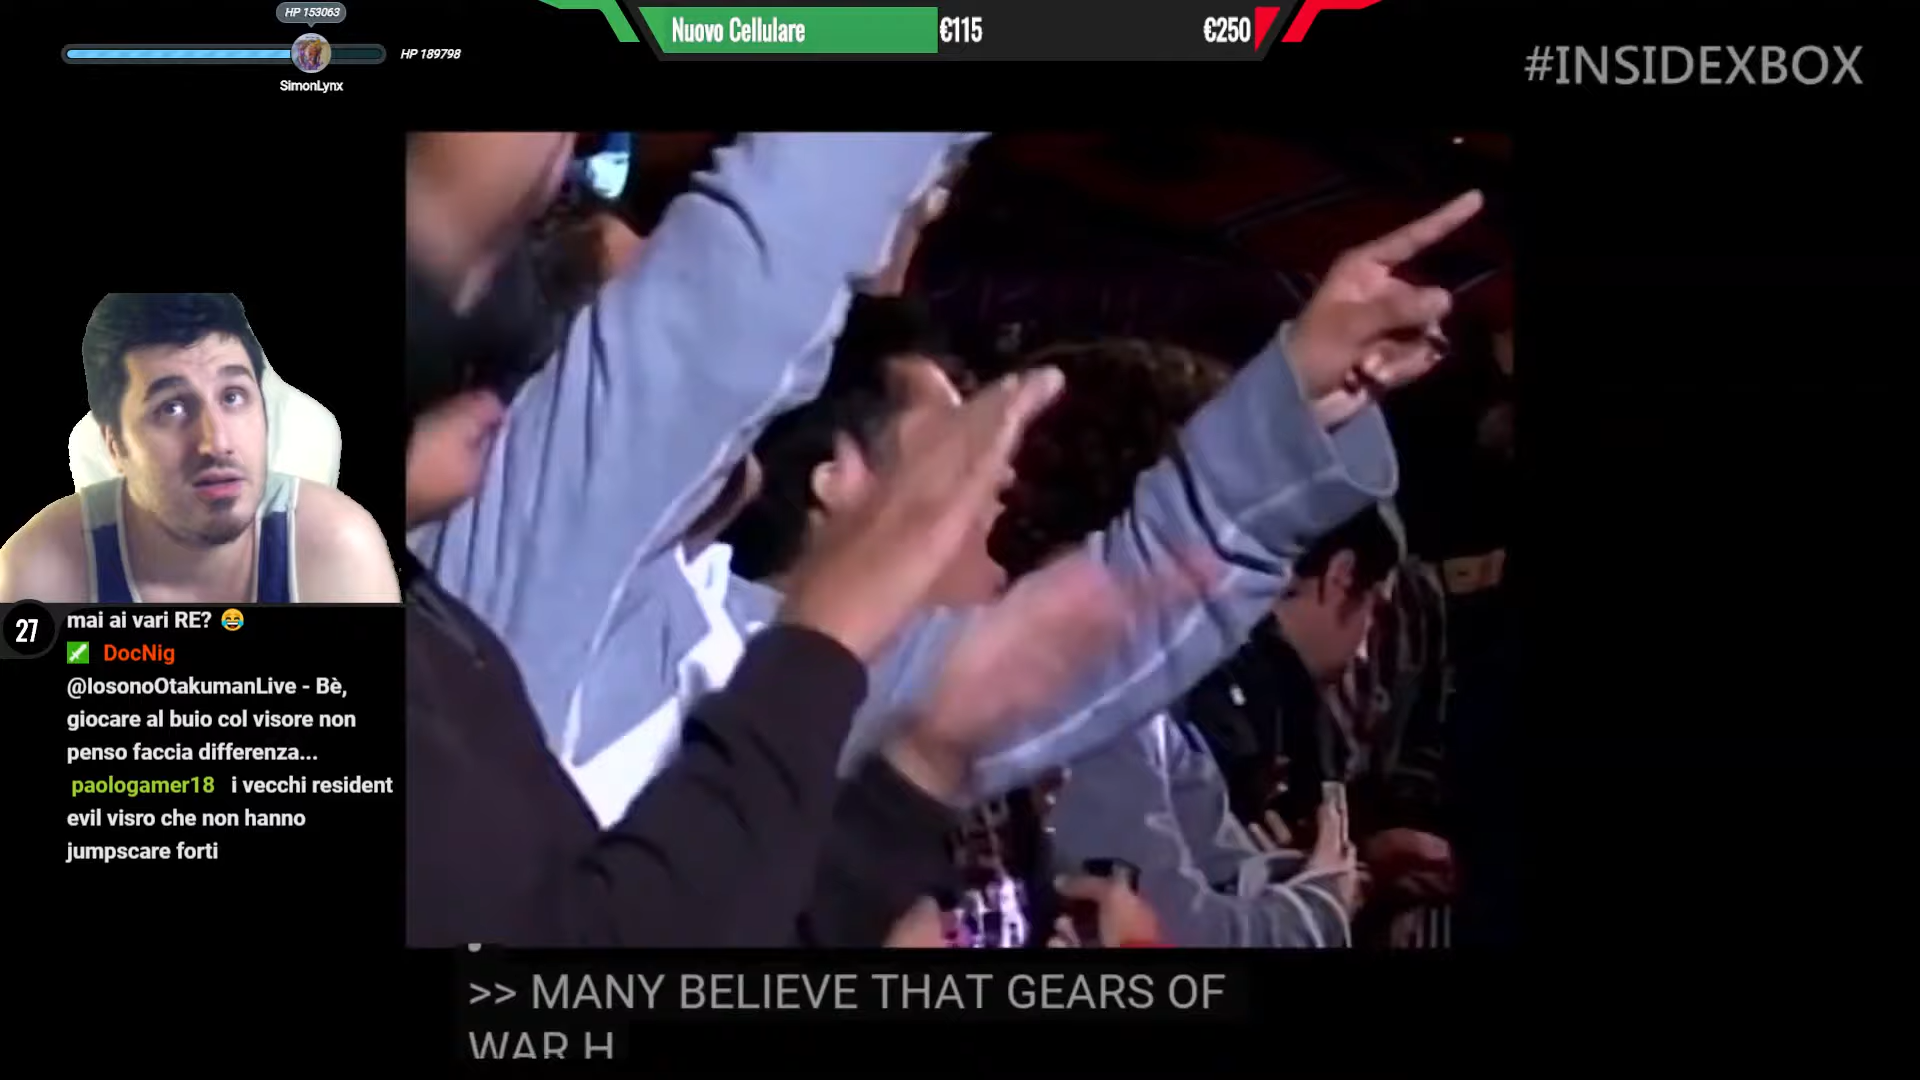 HP 153063
HP 189798
SimonLynx
Nuovo Cellulare
€115
€250
#INSIDEXBOX
27
mai ai vari RE? 😂
DocNig
@IosonoOtakumanLive - Bè,
giocare al buio col visore non
penso faccia differenza...
paologamer18 i vecchi resident
evil visro che non hanno
jumpscare forti
>> MANY BELIEVE THAT GEARS OF
WAR H